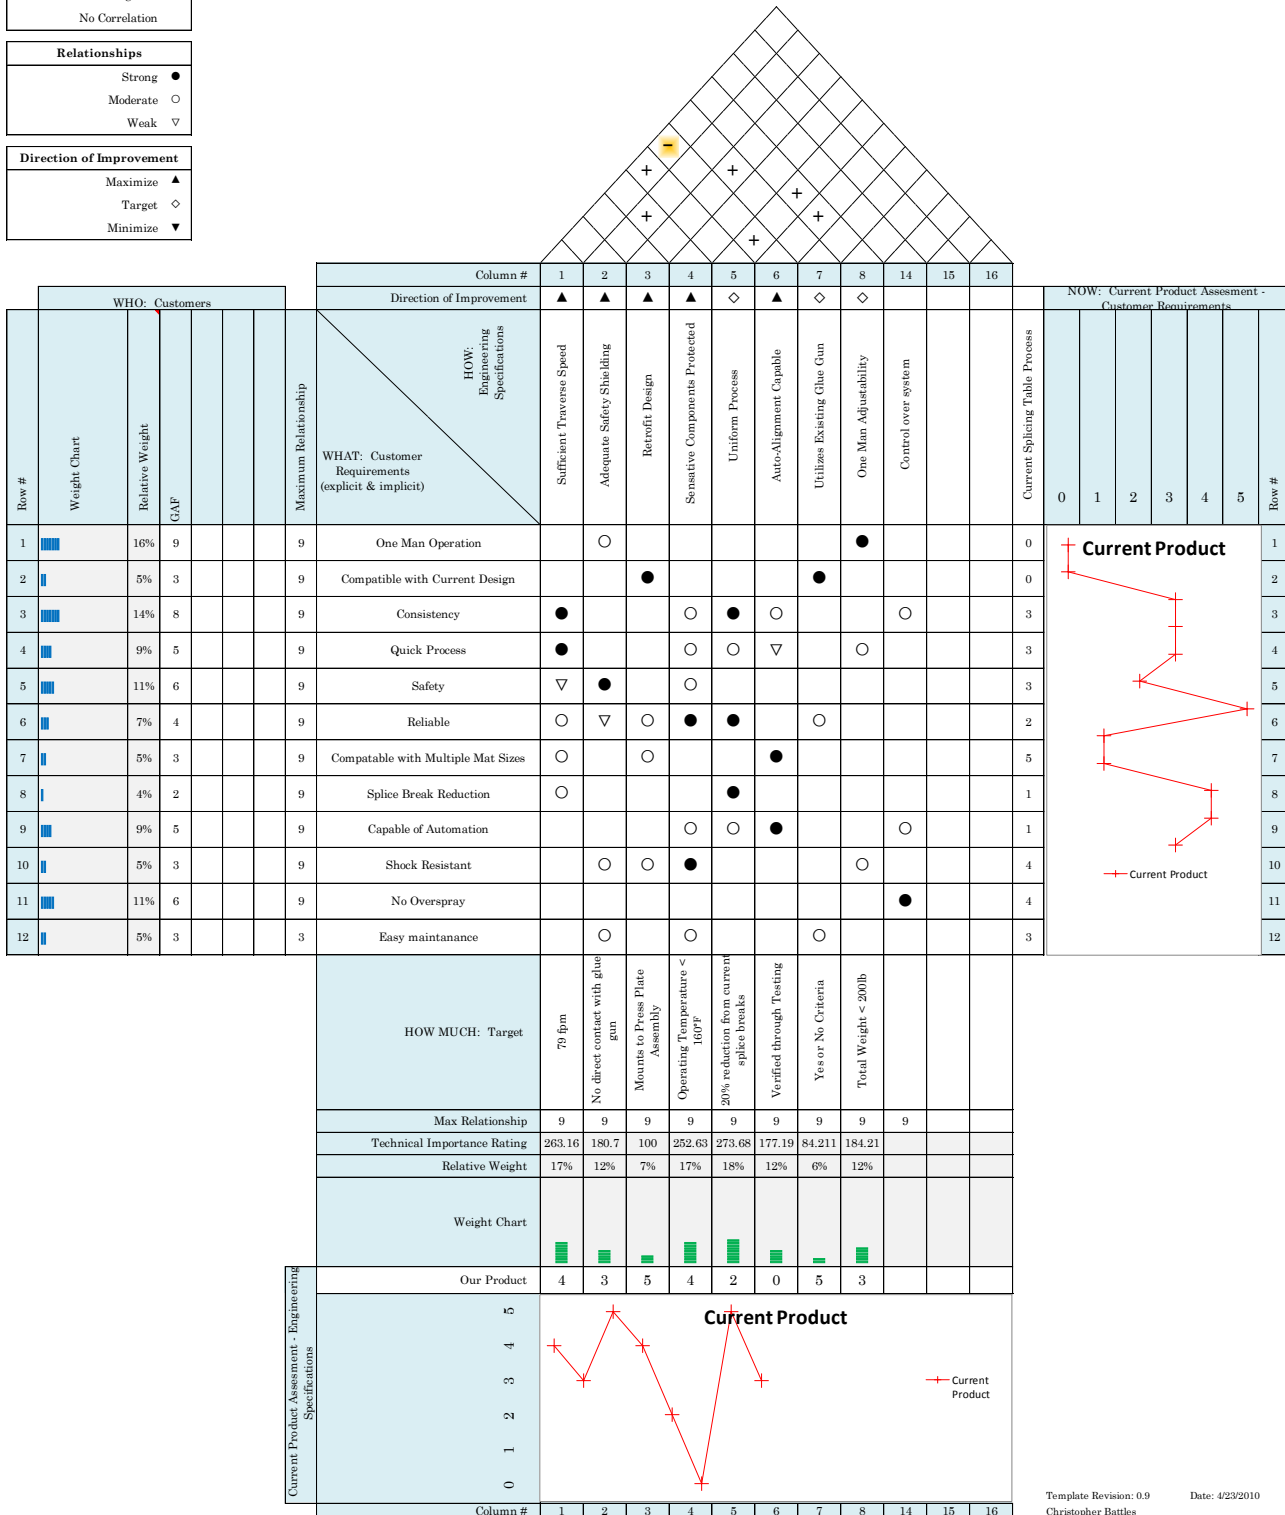 No Correlation
Relationships
Strong ●
Moderate ○
Weak ▽
Direction of Improvement
Maximize ▲
Target ◇
Minimize ▼
−
+ +
+
+ +
+
Column # 1 2 3 4 5 6 7 8 14 15 16
WHO: Customers
Direction of Improvement ▲ ▲ ▲ ▲ ◇ ▲ ◇ ◇
NOW: Current Product Assesment -
Customer Requirements
Row #
Weight Chart
Relative Weight
GAF
Maximum Relationship
HOW:
Engineering
Specifications
WHAT: Customer
Requirements
(explicit & implicit)
Sufficient Traverse Speed
Adequate Safety Shielding
Retrofit Design
Sensative Components Protected
Uniform Process
Auto-Alignment Capable
Utilizes Existing Glue Gun
One Man Adjustability
Control over system
Current Splicing Table Process
0 1 2 3 4 5
Row #
1 16% 9 9 One Man Operation ○ ● 0 1
2 5% 3 9 Compatible with Current Design ● ● 0 2
3 14% 8 9 Consistency ● ○ ● ○ ○ 3 3
4 9% 5 9 Quick Process ● ○ ○ ▽ ○ 3 4
5 11% 6 9 Safety ▽ ● ○ 3 5
6 7% 4 9 Reliable ○ ▽ ○ ● ● ○ 2 6
7 5% 3 9 Compatable with Multiple Mat Sizes ○ ○ ● 5 7
8 4% 2 9 Splice Break Reduction ○ ● 1 8
9 9% 5 9 Capable of Automation ○ ○ ● ○ 1 9
10 5% 3 9 Shock Resistant ○ ○ ● ○ 4 10
11 11% 6 9 No Overspray ● 4 11
12 5% 3 3 Easy maintanance ○ ○ ○ 3 12
Current Product
Current Product
HOW MUCH: Target
79 fpm
No direct contact with glue
gun
Mounts to Press Plate
Assembly
Operating Temperature <
160°F
20% reduction from current
splice breaks
Verified through Testing
Yes or No Criteria
Total Weight < 200lb
Max Relationship 9 9 9 9 9 9 9 9 9
Technical Importance Rating 263.16 180.7 100 252.63 273.68 177.19 84.211 184.21
Relative Weight 17% 12% 7% 17% 18% 12% 6% 12%
Weight Chart
Our Product 4 3 5 4 2 0 5 3
Current Product Assesment - Engineering
Specifications
5
4
3
2
1
0
Current Product
Current
Product
Column # 1 2 3 4 5 6 7 8 14 15 16
Template Revision: 0.9 Date: 4/23/2010
Christopher Battles